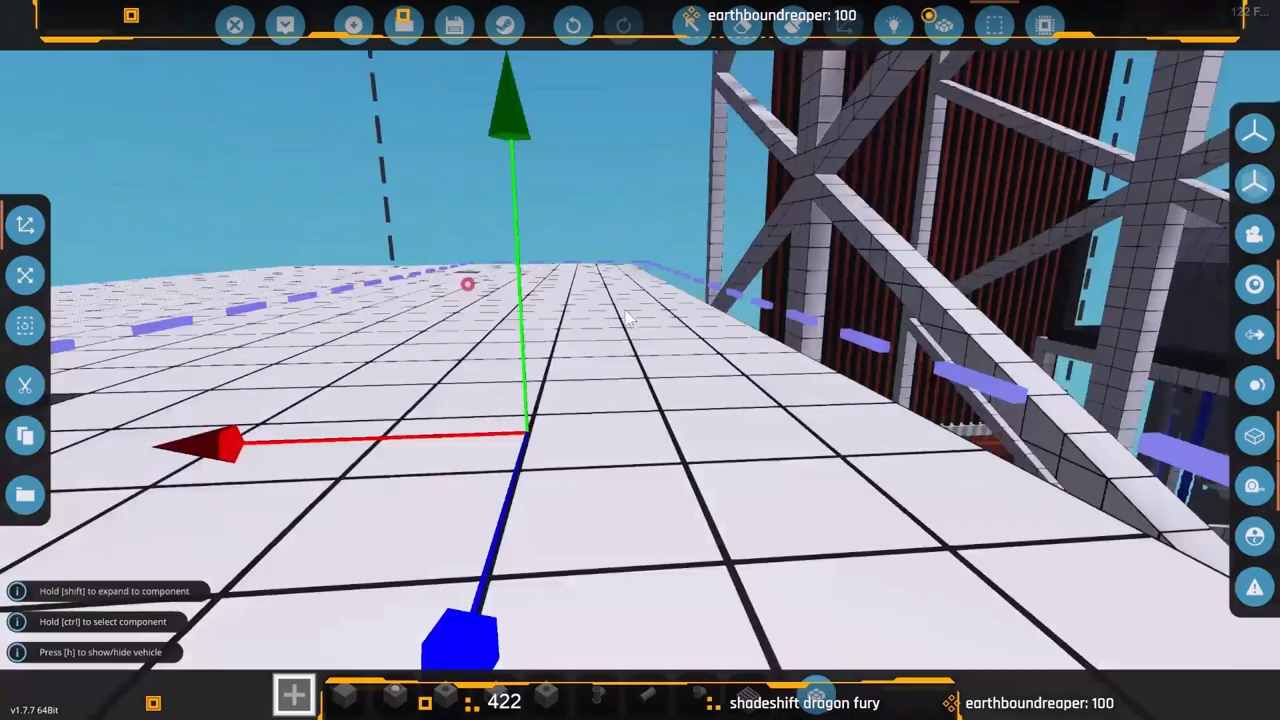 earthboundreaper: 100
122 F...
Hold [shift] to expand to component
Hold [ctrl] to select component
Press [h] to show/hide vehicle
422
shadeshift dragon fury
earthboundreaper: 100
v1.7.7 64Bit